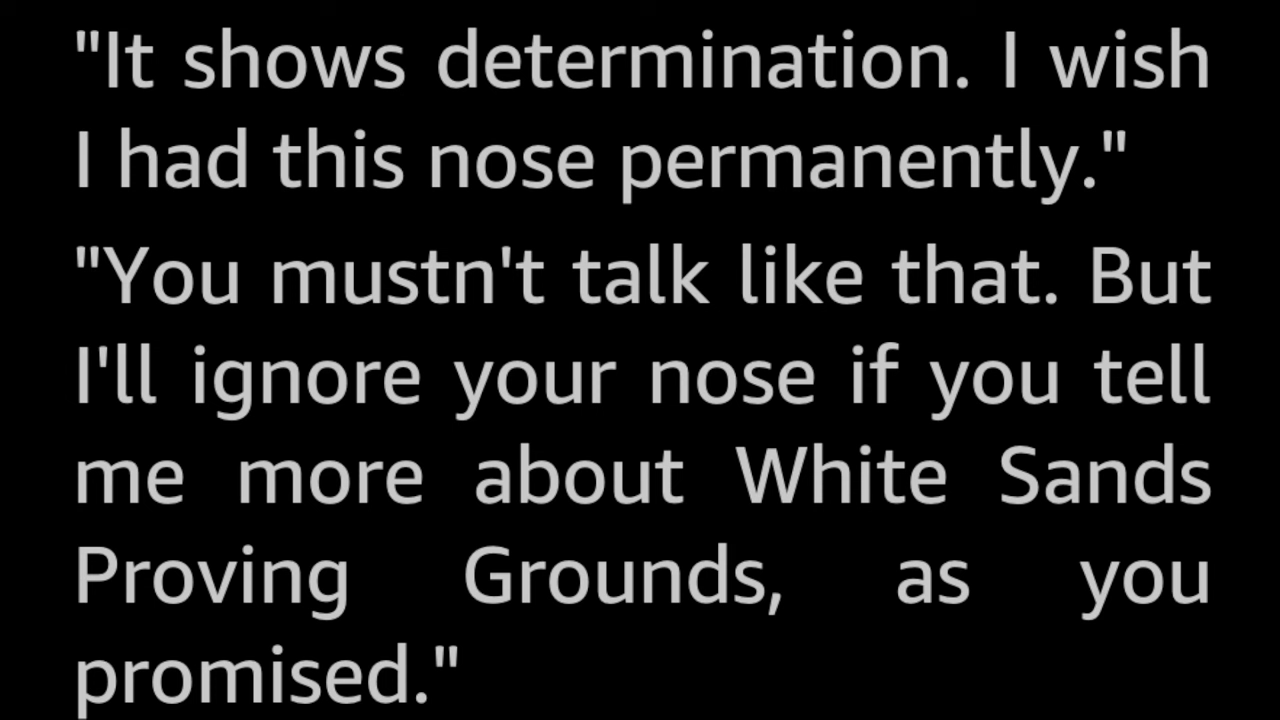 "It shows determination. I wish
I had this nose permanently."
"You mustn't talk like that. But
I'll ignore your nose if you tell
me more about White Sands
Proving Grounds, as you
promised."